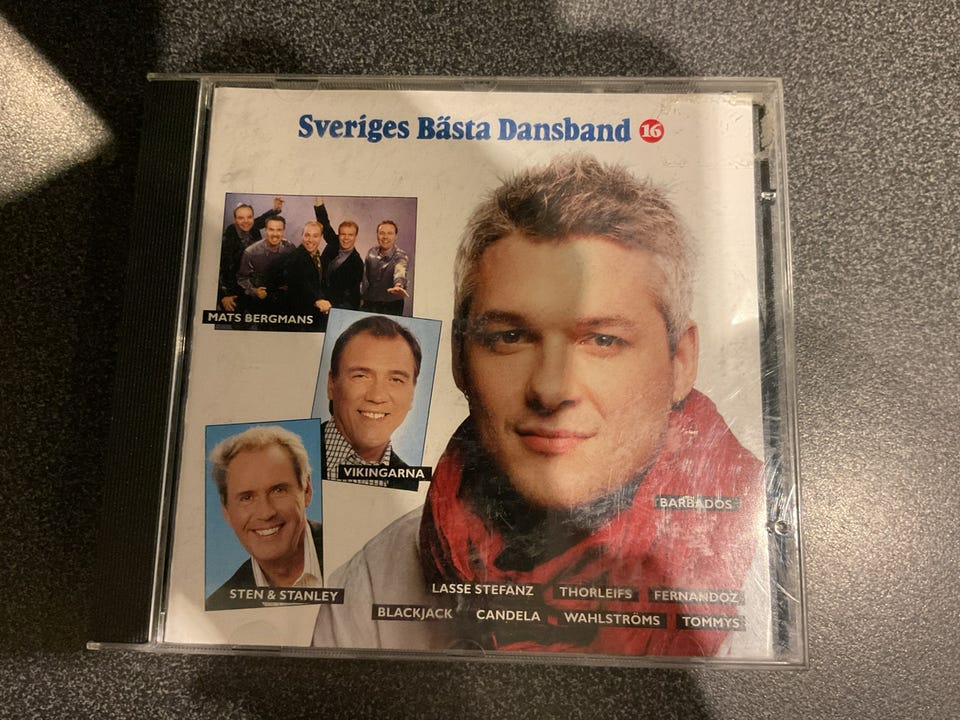 Sveriges Bästa Dansband 16
MATS BERGMANS
VIKINGARNA
BARBADOS
STEN & STANLEY
LASSE STEFANZ THORLEIFS FERNANDOZ
BLACKJACK CANDELA WAHLSTRÖMS TOMMYS